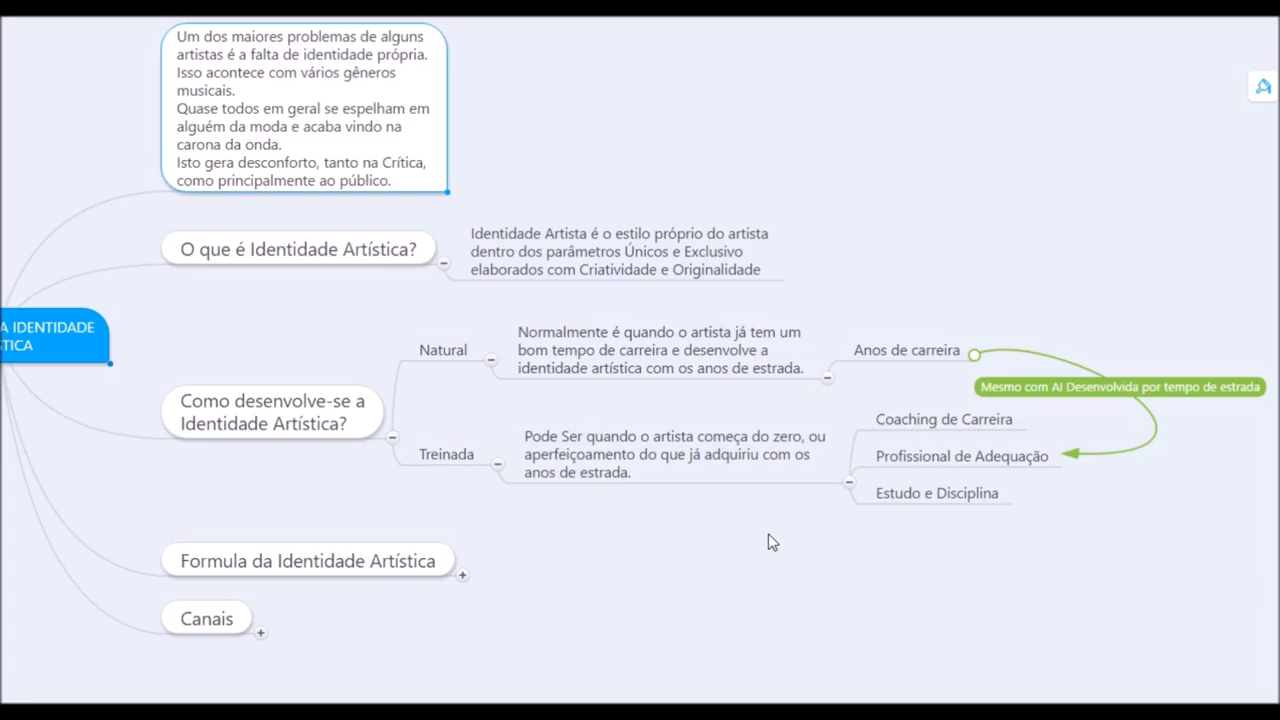 Um dos maiores problemas de alguns
artistas é a falta de identidade própria.
Isso acontece com vários gêneros
musicais.
Quase todos em geral se espelham em
alguém da moda e acaba vindo na
carona da onda.
Isto gera desconforto, tanto na Crítica,
como principalmente ao público.
O que é Identidade Artística?
Identidade Artista é o estilo próprio do artista
dentro dos parâmetros Únicos e Exclusivo
elaborados com Criatividade e Originalidade
A IDENTIDADE
STICA
Como desenvolve-se a
Identidade Artística?
Natural
Normalmente é quando o artista já tem um
bom tempo de carreira e desenvolve a
identidade artística com os anos de estrada.
Anos de carreira
Mesmo com AI Desenvolvida por tempo de estrada
Treinada
Pode Ser quando o artista começa do zero, ou
aperfeiçoamento do que já adquiriu com os
anos de estrada.
Coaching de Carreira
Profissional de Adequação
Estudo e Disciplina
Formula da Identidade Artística
Canais